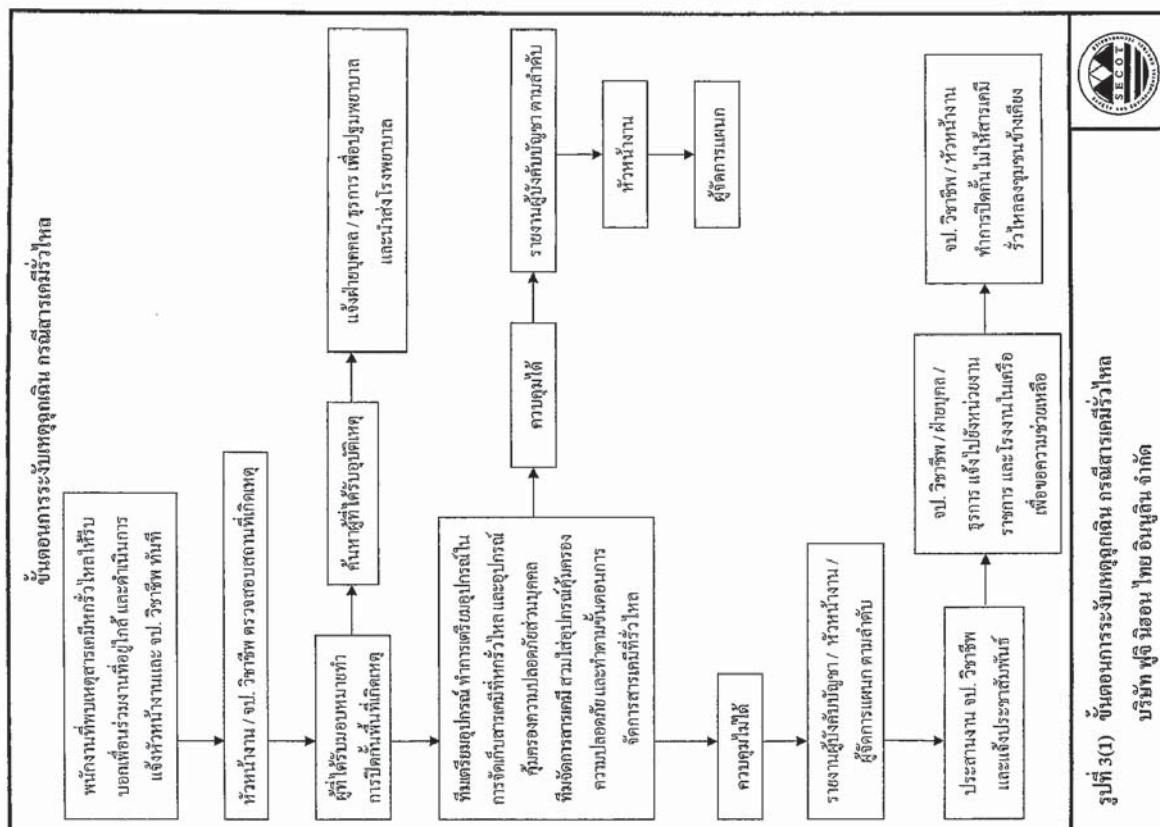 ขั้นตอนการระงับเหตุฉุกเฉิน กรณีสารเคมีรั่วไหล
พนักงานที่พบเหตุสารเคมีหกรั่วไหลให้รีบ
บอกเพื่อนร่วมงานที่อยู่ใกล้ และดำเนินการ
แจ้งหัวหน้างานและ จป. วิชาชีพ ทันที
หัวหน้างาน / จป. วิชาชีพ ตรวจสอบสถานที่เกิดเหตุ
ผู้ที่ได้รับมอบหมายทำ
การปิดกั้นพื้นที่เกิดเหตุ
ค้นหาผู้ที่ได้รับอุบัติเหตุ
แจ้งฝ่ายบุคคล / ธุรการ เพื่อปฐมพยาบาล
และนำส่งโรงพยาบาล
ทีมเตรียมอุปกรณ์ ทำการเตรียมอุปกรณ์ใน
การจัดเก็บสารเคมีที่หกรั่วไหล และอุปกรณ์
คุ้มครองความปลอดภัยส่วนบุคคล
ทีมจัดการสารเคมี สวมใส่อุปกรณ์คุ้มครอง
ความปลอดภัย และทำตามขั้นตอนการ
จัดการสารเคมีที่รั่วไหล
ควบคุมได้
รายงานผู้บังคับบัญชา ตามลำดับ
หัวหน้างาน
ผู้จัดการแผนก
ควบคุมไม่ได้
รายงานผู้บังคับบัญชา / หัวหน้างาน /
ผู้จัดการแผนก ตามลำดับ
ประสานงาน จป. วิชาชีพ
และแจ้งประชาสัมพันธ์
จป. วิชาชีพ / ฝ่ายบุคล /
ธุรการ แจ้งไปยังหน่วยงาน
ราชการ และโรงงานในเครือ
เพื่อขอความช่วยเหลือ
จป. วิชาชีพ / หัวหน้างาน
ทำการปิดกั้น ไม่ให้สารเคมี
รั่วไหลลงชุมชนข้างเคียง
รูปที่ 3(1) ขั้นตอนการระงับเหตุฉุกเฉิน กรณีสารเคมีรั่วไหล
บริษัท ฟูจิ นิฮอน ไทย อินนูลิน จำกัด
SECOT